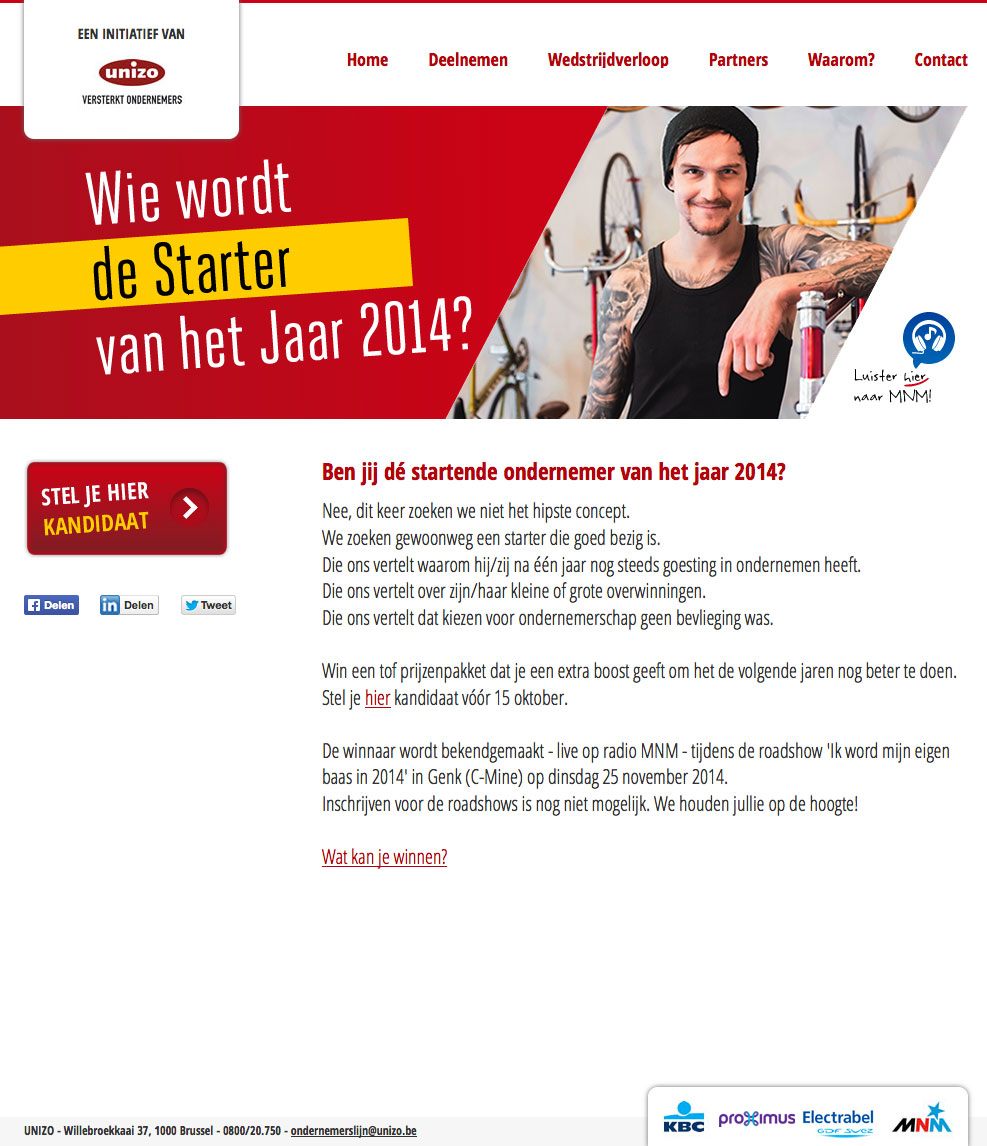 EEN INITIATIEF VAN
unizo
VERSTERKT ONDERNEMERS
Home Deelnemen Wedstrijdverloop Partners Waarom? Contact
Wie wordt
de Starter
van het Jaar 2014?
Luister hier
naar MNM!
STEL JE HIER
KANDIDAAT
Delen Delen Tweet
Ben jij dé startende ondernemer van het jaar 2014?
Nee, dit keer zoeken we niet het hipste concept.
We zoeken gewoonweg een starter die goed bezig is.
Die ons vertelt waarom hij/zij na één jaar nog steeds goesting in ondernemen heeft.
Die ons vertelt over zijn/haar kleine of grote overwinningen.
Die ons vertelt dat kiezen voor ondernemerschap geen bevlieging was.
Win een tof prijzenpakket dat je een extra boost geeft om het de volgende jaren nog beter te doen.
Stel je hier kandidaat vóór 15 oktober.
De winnaar wordt bekendgemaakt - live op radio MNM - tijdens de roadshow 'Ik word mijn eigen
baas in 2014' in Genk (C-Mine) op dinsdag 25 november 2014.
Inschrijven voor de roadshows is nog niet mogelijk. We houden jullie op de hoogte!
Wat kan je winnen?
UNIZO - Willebroekkaai 37, 1000 Brussel - 0800/20.750 - ondernemerslijn@unizo.be
KBC proximus Electrabel MNM
GDF SUEZ